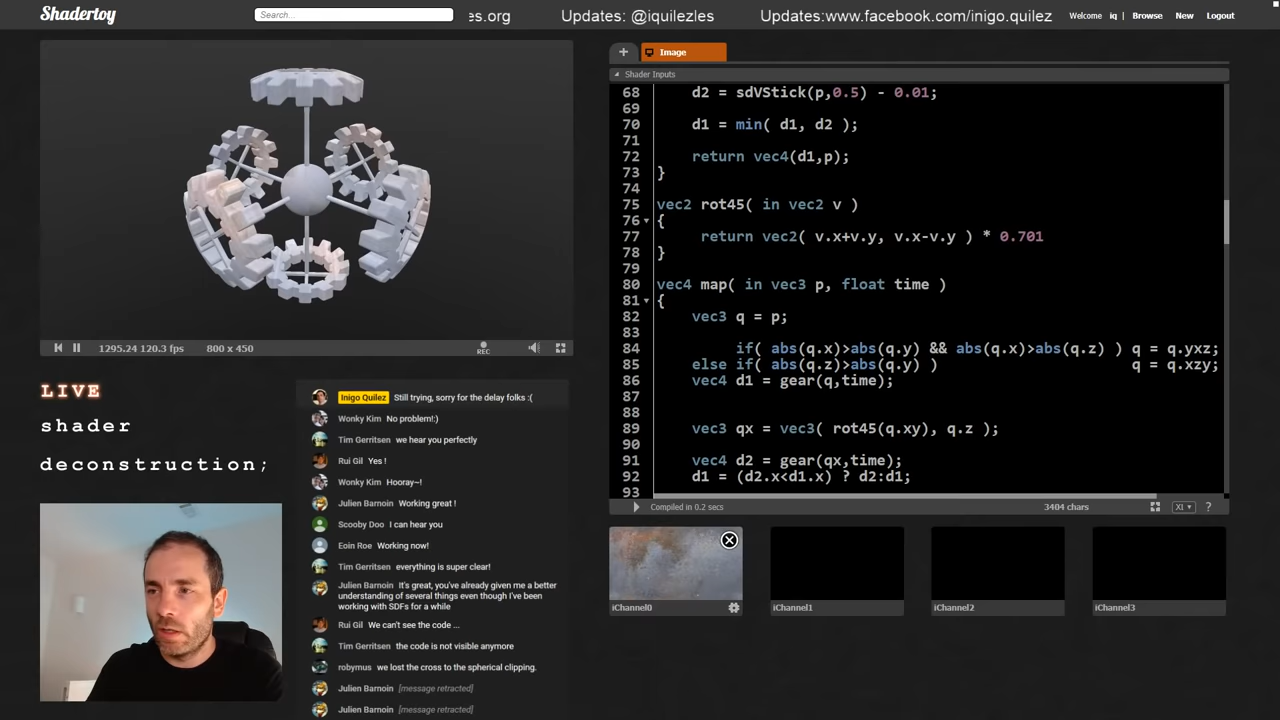 Shadertoy
Search...
es.org
Updates: @iquilezles
Updates:www.facebook.com/inigo.quilez
Welcome iq | Browse New Logout
+ Image
Shader Inputs
68 d2 = sdVStick(p,0.5) - 0.01;
69
70 d1 = min( d1, d2 );
71
72 return vec4(d1,p);
73 }
74
75 vec2 rot45( in vec2 v )
76 {
77 return vec2( v.x+v.y, v.x-v.y ) * 0.701
78 }
79
80 vec4 map( in vec3 p, float time )
81 {
82 vec3 q = p;
83
84 if( abs(q.x)>abs(q.y) && abs(q.x)>abs(q.z) ) q = q.yxz;
85 else if( abs(q.z)>abs(q.y) ) q = q.xzy;
86 vec4 d1 = gear(q,time);
87
88
89 vec3 qx = vec3( rot45(q.xy), q.z );
90
91 vec4 d2 = gear(qx,time);
92 d1 = (d2.x<d1.x) ? d2:d1;
93
Compiled in 0.2 secs
3404 chars
Xl ?
1295.24 120.3 fps 800 x 450
REC
LIVE
shader
deconstruction;
Inigo Quilez Still trying, sorry for the delay folks :(
Wonky Kim No problem!:)
Tim Gerritsen we hear you perfectly
Rui Gil Yes !
Wonky Kim Hooray~!
Julien Barnoin Working great !
Scooby Doo I can hear you
Eoin Roe Working now!
Tim Gerritsen everything is super clear!
Julien Barnoin It's great, you've already given me a better
understanding of several things even though I've been
working with SDFs for a while
Rui Gil We can't see the code ...
Tim Gerritsen the code is not visible anymore
robymus we lost the cross to the spherical clipping.
Julien Barnoin [message retracted]
Julien Barnoin [message retracted]
iChannel0
iChannel1
iChannel2
iChannel3